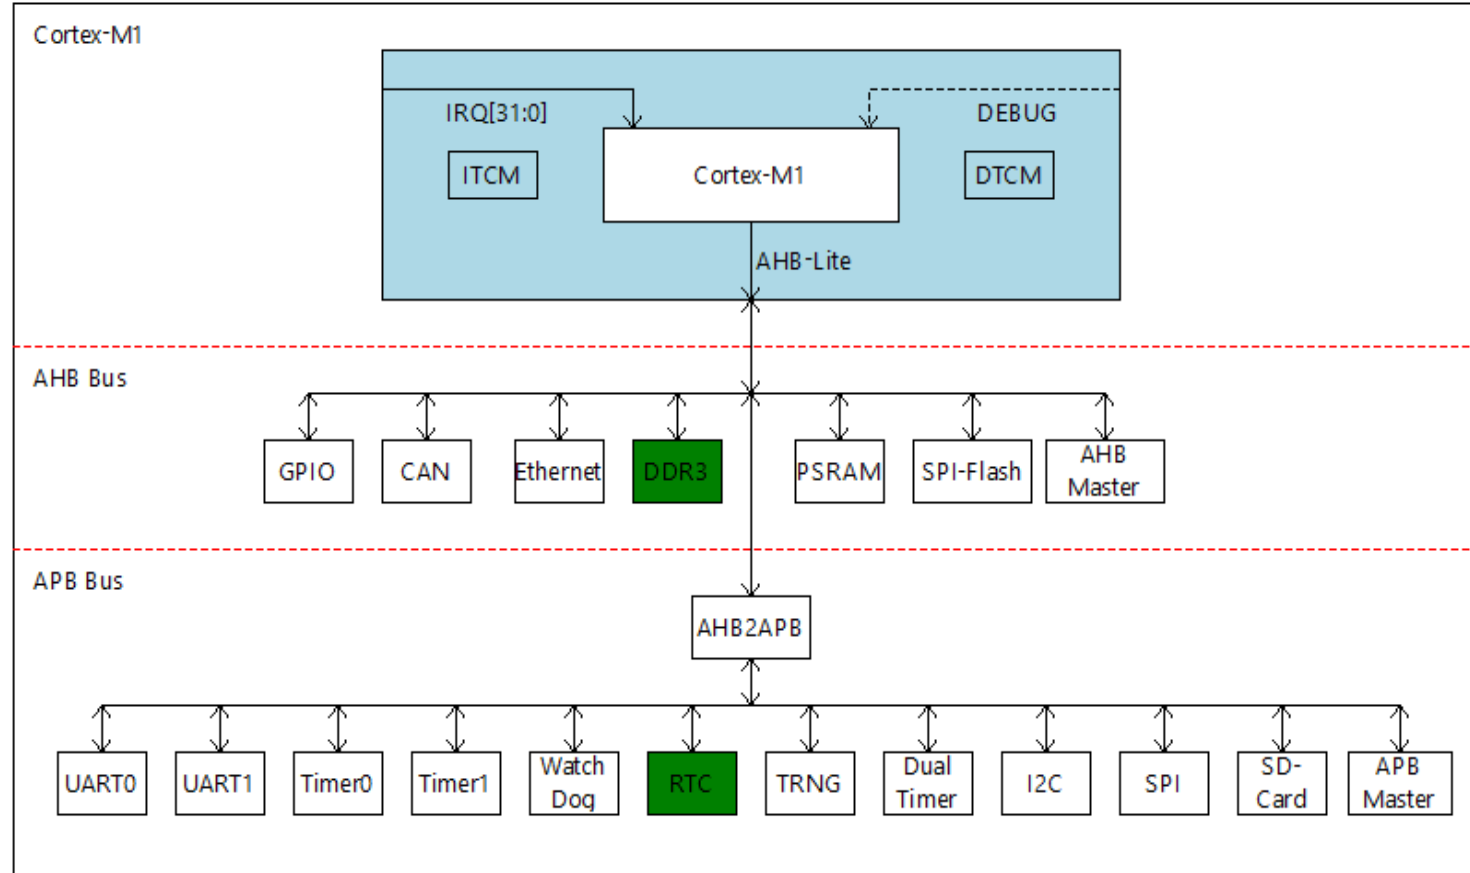 Cortex-M1
IRQ[31:0]
DEBUG
ITCM
Cortex-M1
DTCM
AHB-Lite
AHB Bus
GPIO
CAN
Ethernet
DDR3
PSRAM
SPI-Flash
AHB
Master
APB Bus
AHB2APB
UART0
UART1
Timer0
Timer1
Watch
Dog
RTC
TRNG
Dual
Timer
I2C
SPI
SD-
Card
APB
Master